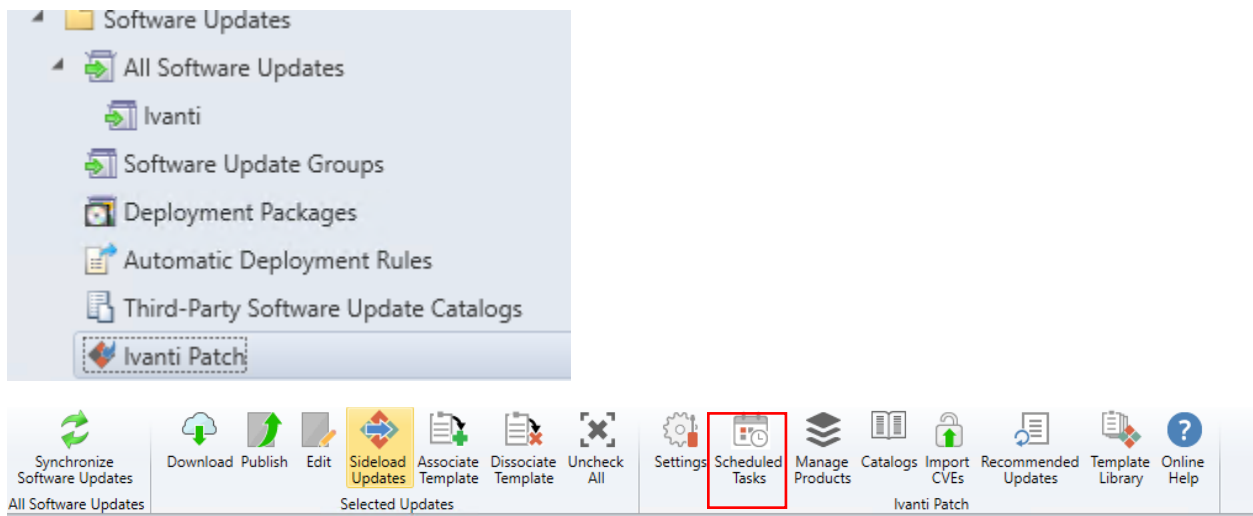 Software Updates
All Software Updates
Ivanti
Software Update Groups
Deployment Packages
Automatic Deployment Rules
Third-Party Software Update Catalogs
Ivanti Patch
Synchronize
Software Updates
All Software Updates
Download
Publish
Edit
Sideload
Updates
Associate
Template
Dissociate
Template
Uncheck
All
Selected Updates
Settings
Scheduled
Tasks
Manage
Products
Catalogs
Import
CVEs
Recommended
Updates
Template
Library
Online
Help
Ivanti Patch